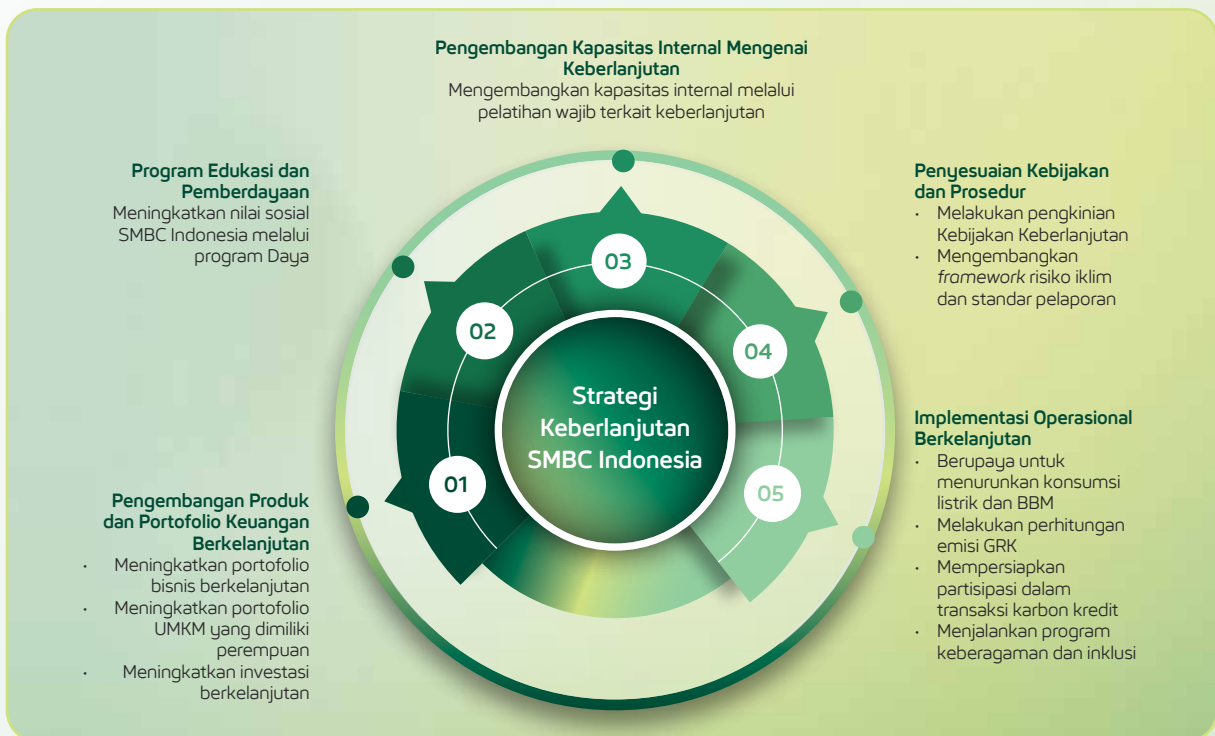 Pengembangan Kapasitas Internal Mengenai
Keberlanjutan
Mengembangkan kapasitas internal melalui
pelatihan wajib terkait keberlanjutan
Program Edukasi dan
Pemberdayaan
Meningkatkan nilai sosial
SMBC Indonesia melalui
program Daya
Penyesuaian Kebijakan
dan Prosedur
• Melakukan pengkinian
Kebijakan Keberlanjutan
• Mengembangkan
framework risiko iklim
dan standar pelaporan
03
02
04
Strategi
Keberlanjutan
SMBC Indonesia
01
05
Pengembangan Produk
dan Portofolio Keuangan
Berkelanjutan
• Meningkatkan portofolio
bisnis berkelanjutan
• Meningkatkan portofolio
UMKM yang dimiliki
perempuan
• Meningkatkan investasi
berkelanjutan
Implementasi Operasional
Berkelanjutan
• Berupaya untuk
menurunkan konsumsi
listrik dan BBM
• Melakukan perhitungan
emisi GRK
• Mempersiapkan
partisipasi dalam
transaksi karbon kredit
• Menjalankan program
keberagaman dan inklusi